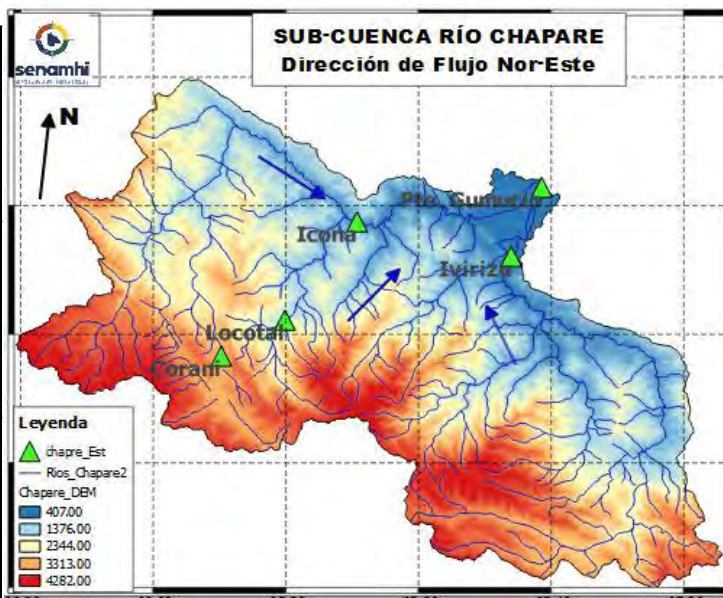 senamhi
SUB-CUENCA RÍO CHAPARE
Dirección de Flujo Nor-Este
N
Pto. Gumucio
Icona
Ivirizu
Locotal
Corani
Leyenda
chapre_Est
Rios_Chapare2
Chapare_DEM
407.00
1376.00
2344.00
3313.00
4282.00